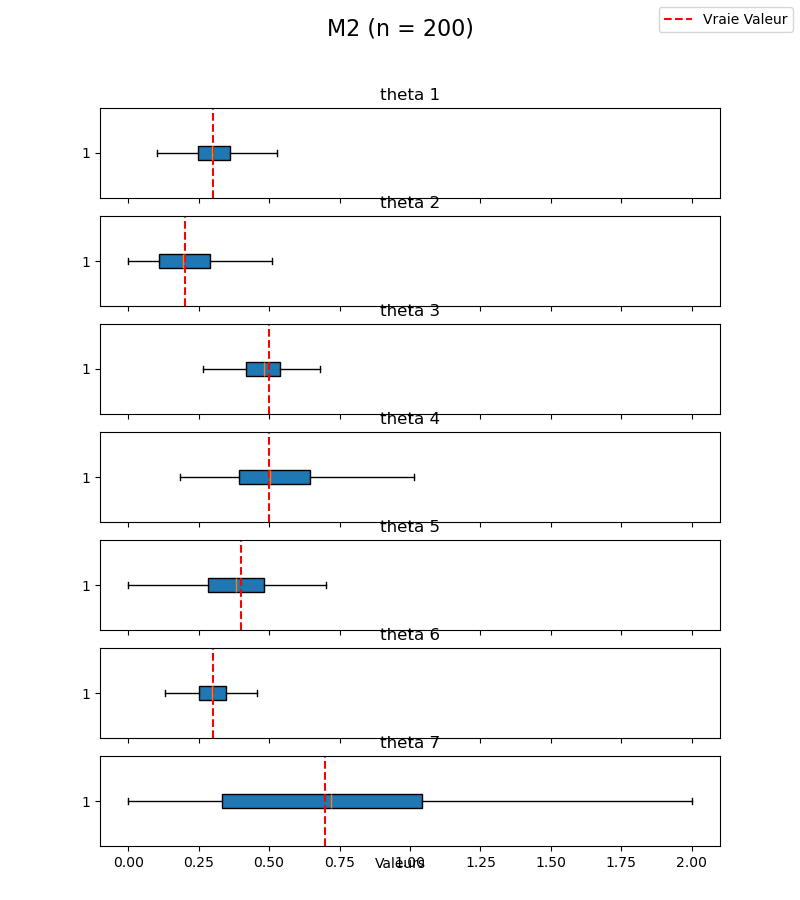 M2 (n = 200)
Vraie Valeur
theta 1
1
theta 2
1
theta 3
1
theta 4
1
theta 5
1
theta 6
1
theta 7
1
0.00 0.25 0.50 0.75 1.00 1.25 1.50 1.75 2.00
Valeurs